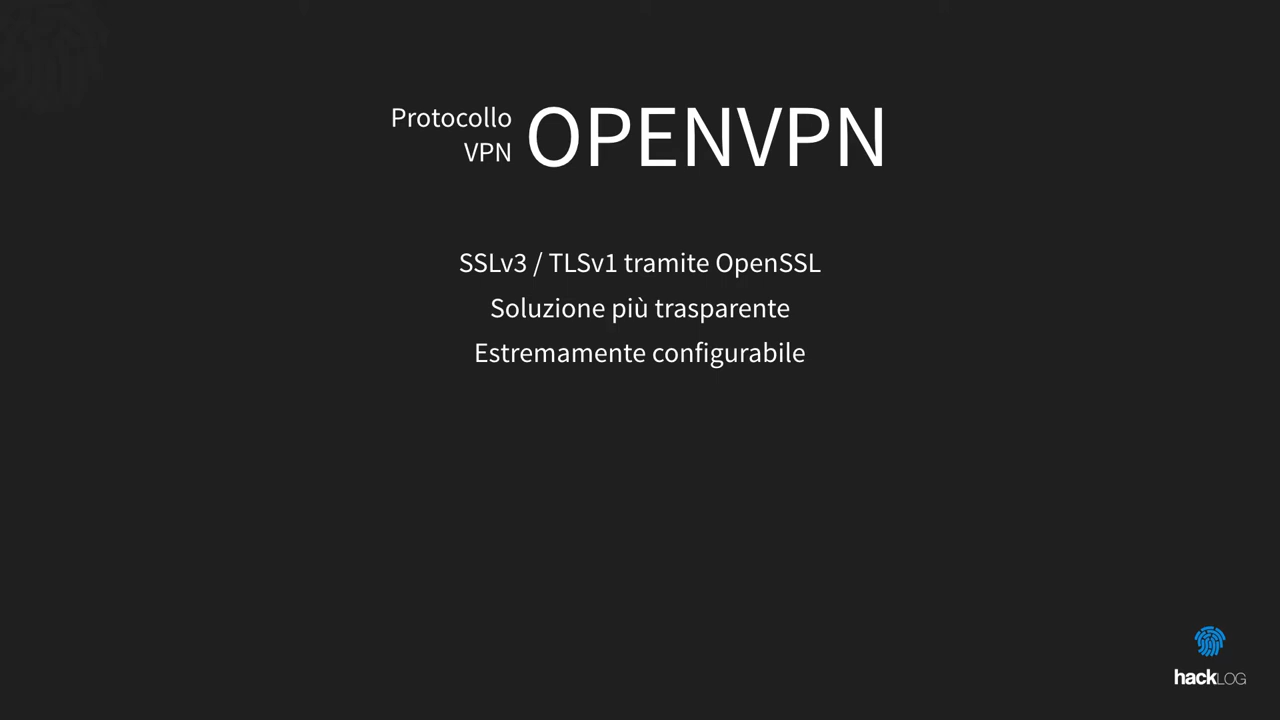 Protocollo
VPN
OPENVPN
SSLv3 / TLSv1 tramite OpenSSL
Soluzione più trasparente
Estremamente configurabile
hackLOG